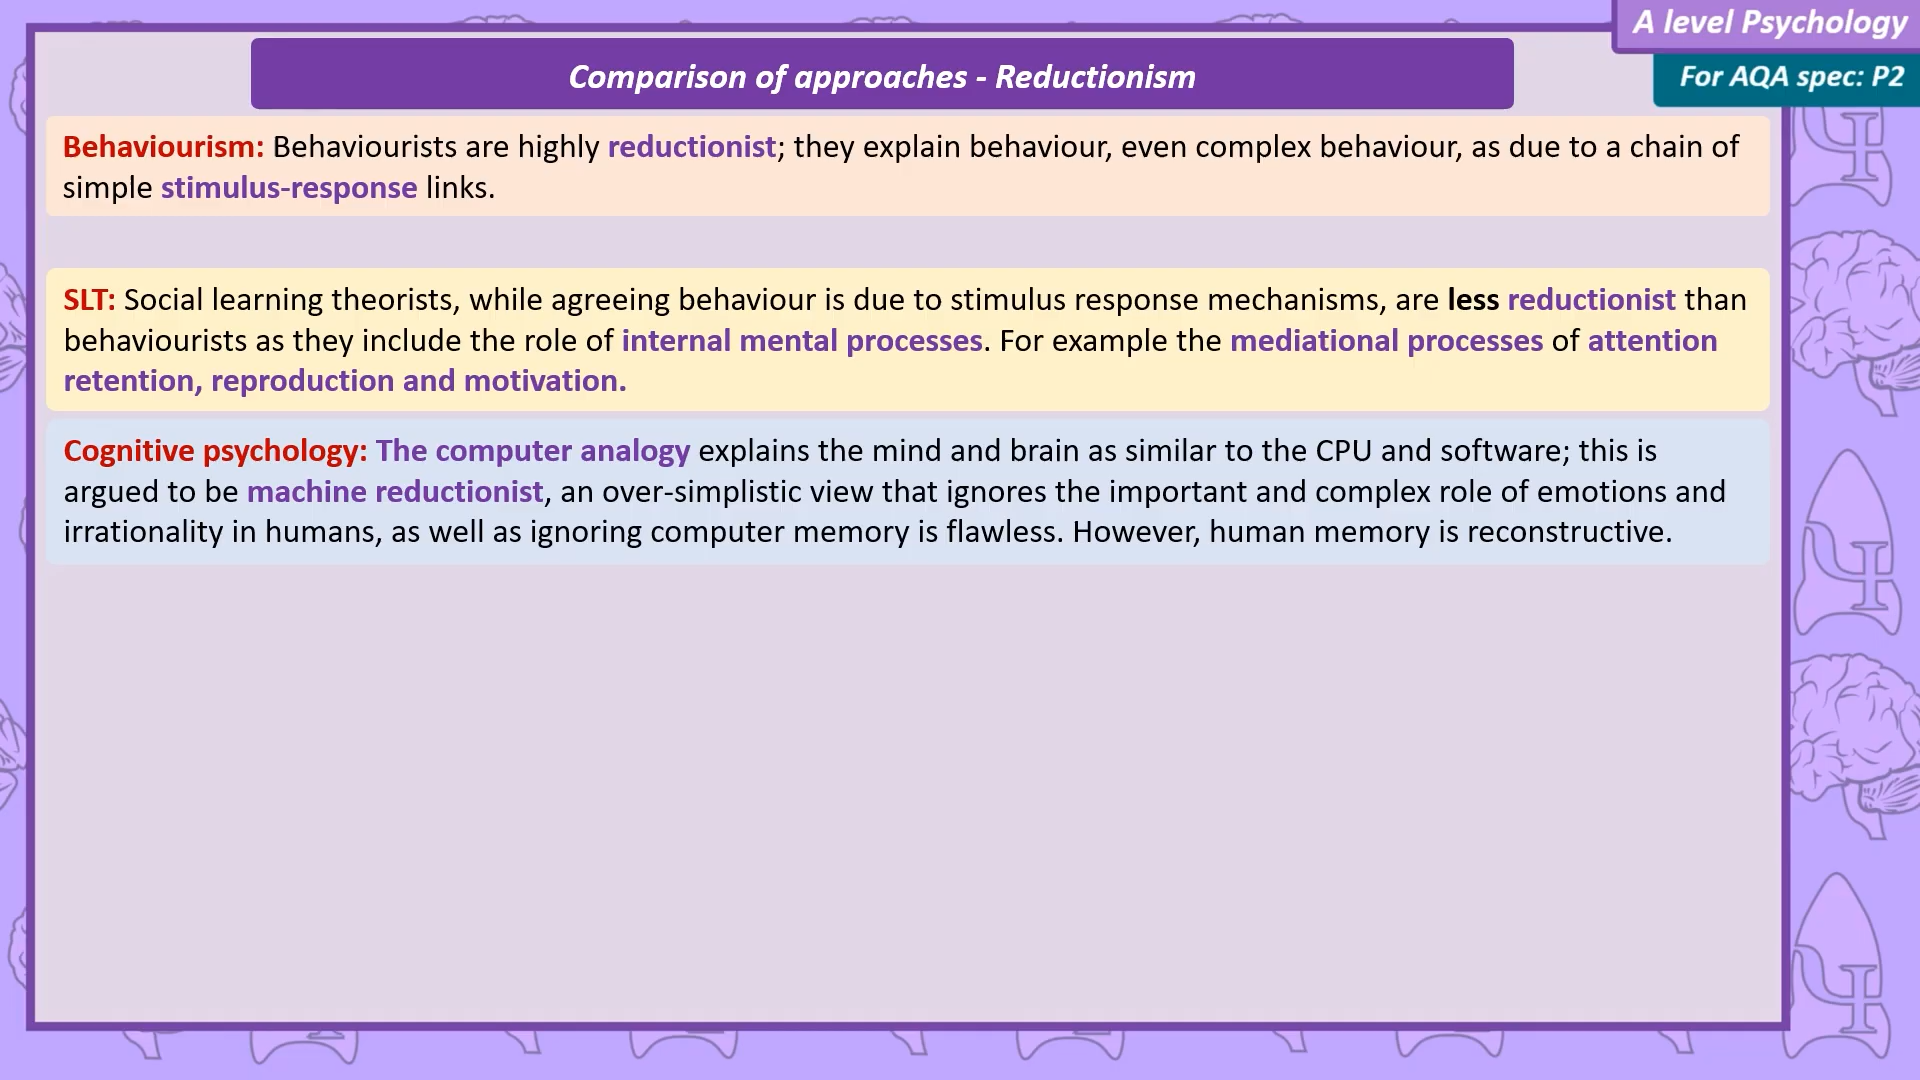 A level Psychology
For AQA spec: P2
Comparison of approaches - Reductionism
Behaviourism: Behaviourists are highly reductionist; they explain behaviour, even complex behaviour, as due to a chain of
simple stimulus-response links.
SLT: Social learning theorists, while agreeing behaviour is due to stimulus response mechanisms, are less reductionist than
behaviourists as they include the role of internal mental processes. For example the mediational processes of attention
retention, reproduction and motivation.
Cognitive psychology: The computer analogy explains the mind and brain as similar to the CPU and software; this is
argued to be machine reductionist, an over-simplistic view that ignores the important and complex role of emotions and
irrationality in humans, as well as ignoring computer memory is flawless. However, human memory is reconstructive.